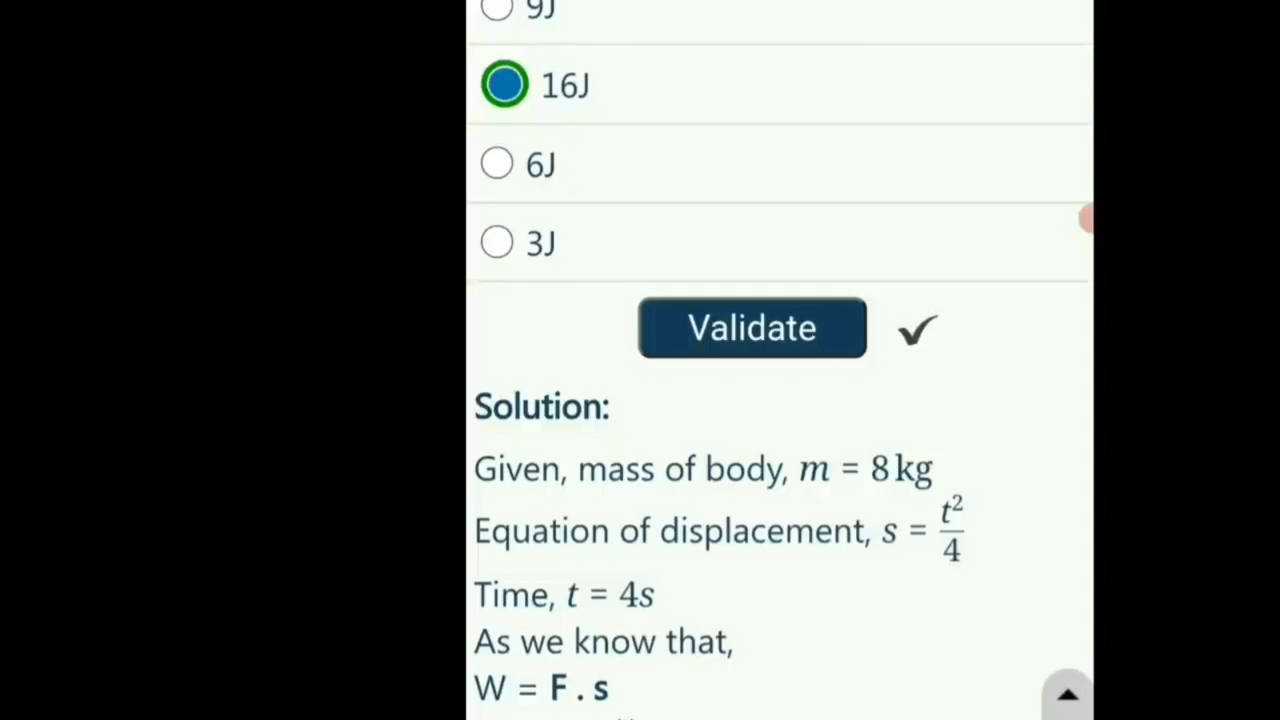 9J
16J
6J
3J
Validate
Solution:
Given, mass of body, m = 8 kg
Equation of displacement, s = t²/4
Time, t = 4s
As we know that,
W = F . s